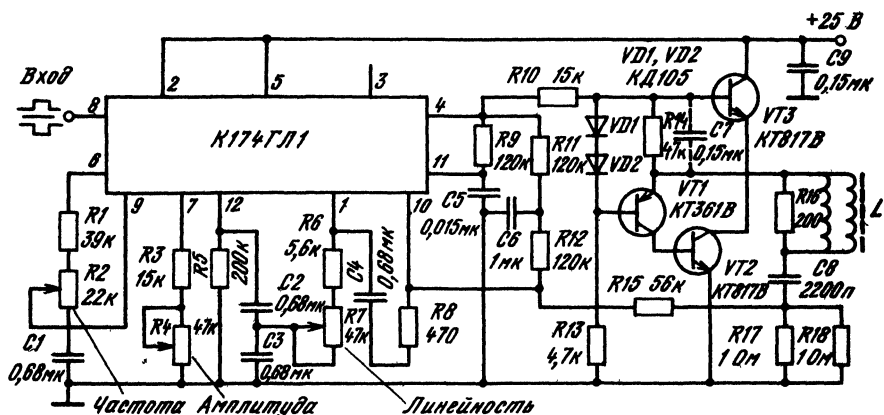 +25 В
Вход
8
2
5
3
4
К174ГЛ1
11
6
9
7
12
1
10
R10 15к
VD1, VD2
КД105
C9
0,15мк
VD1
VD2
R14
47к
C7
0,15мк
VT3
КТ817В
R9
120к
R11
120к
C5
0,015мк
C6
1мк
R12
120к
VT1
КТ361В
R16
200
L
R1
39к
R2
22к
C1
0,68мк
R3
15к
R4
47к
R5
200к
C2
0,68мк
C3
0,68мк
R6
5,6к
C4
0,68мк
R7
47к
R8
470
R15 56к
VT2
КТ817В
C8
2200п
R13
4,7к
R17
1 Ом
R18
1 Ом
Частота
Амплитуда
Линейность